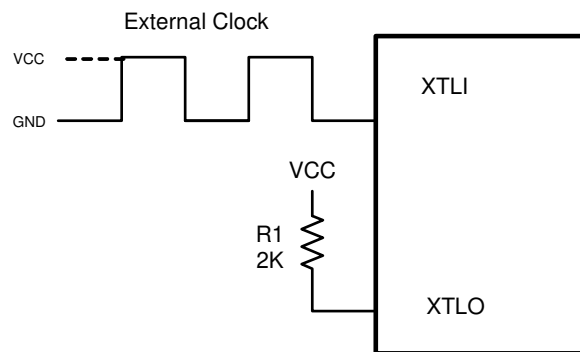 External Clock
VCC
GND
XTLI
VCC
R1
2K
XTLO